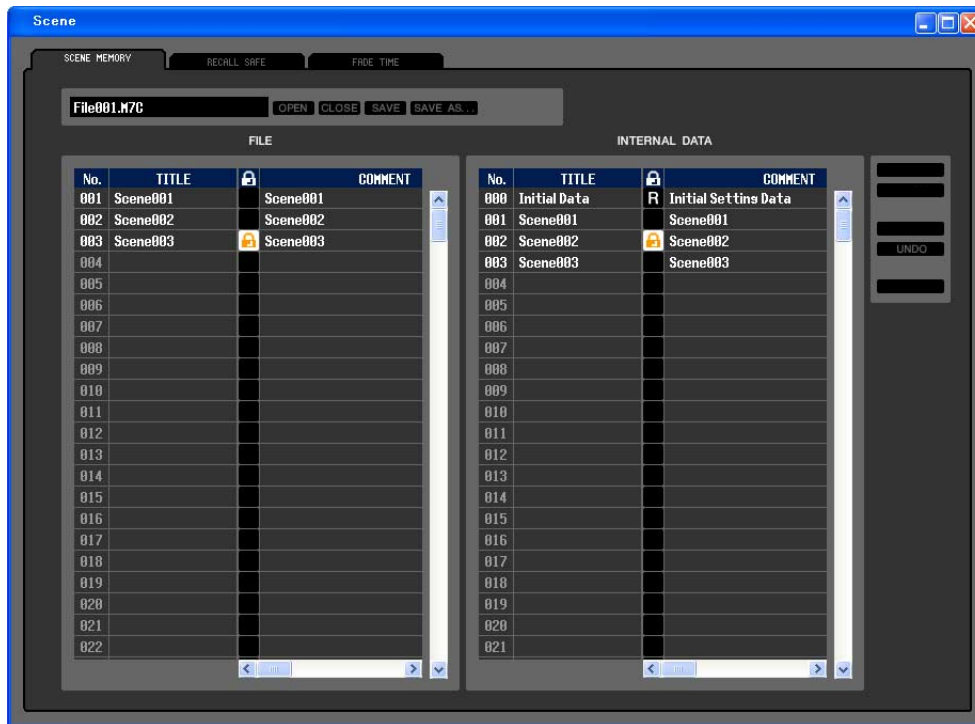 Scene
SCENE MEMORY RECALL SAFE FADE TIME
File001.M7C OPEN CLOSE SAVE SAVE AS...
FILE
No. TITLE COMMENT
001 Scene001 Scene001
002 Scene002 Scene002
003 Scene003 Scene003
004
005
006
007
008
009
010
011
012
013
014
015
016
017
018
019
020
021
022
INTERNAL DATA
No. TITLE COMMENT
000 Initial Data R Initial Setting Data
001 Scene001 Scene001
002 Scene002 Scene002
003 Scene003 Scene003
004
005
006
007
008
009
010
011
012
013
014
015
016
017
018
019
020
021
UNDO